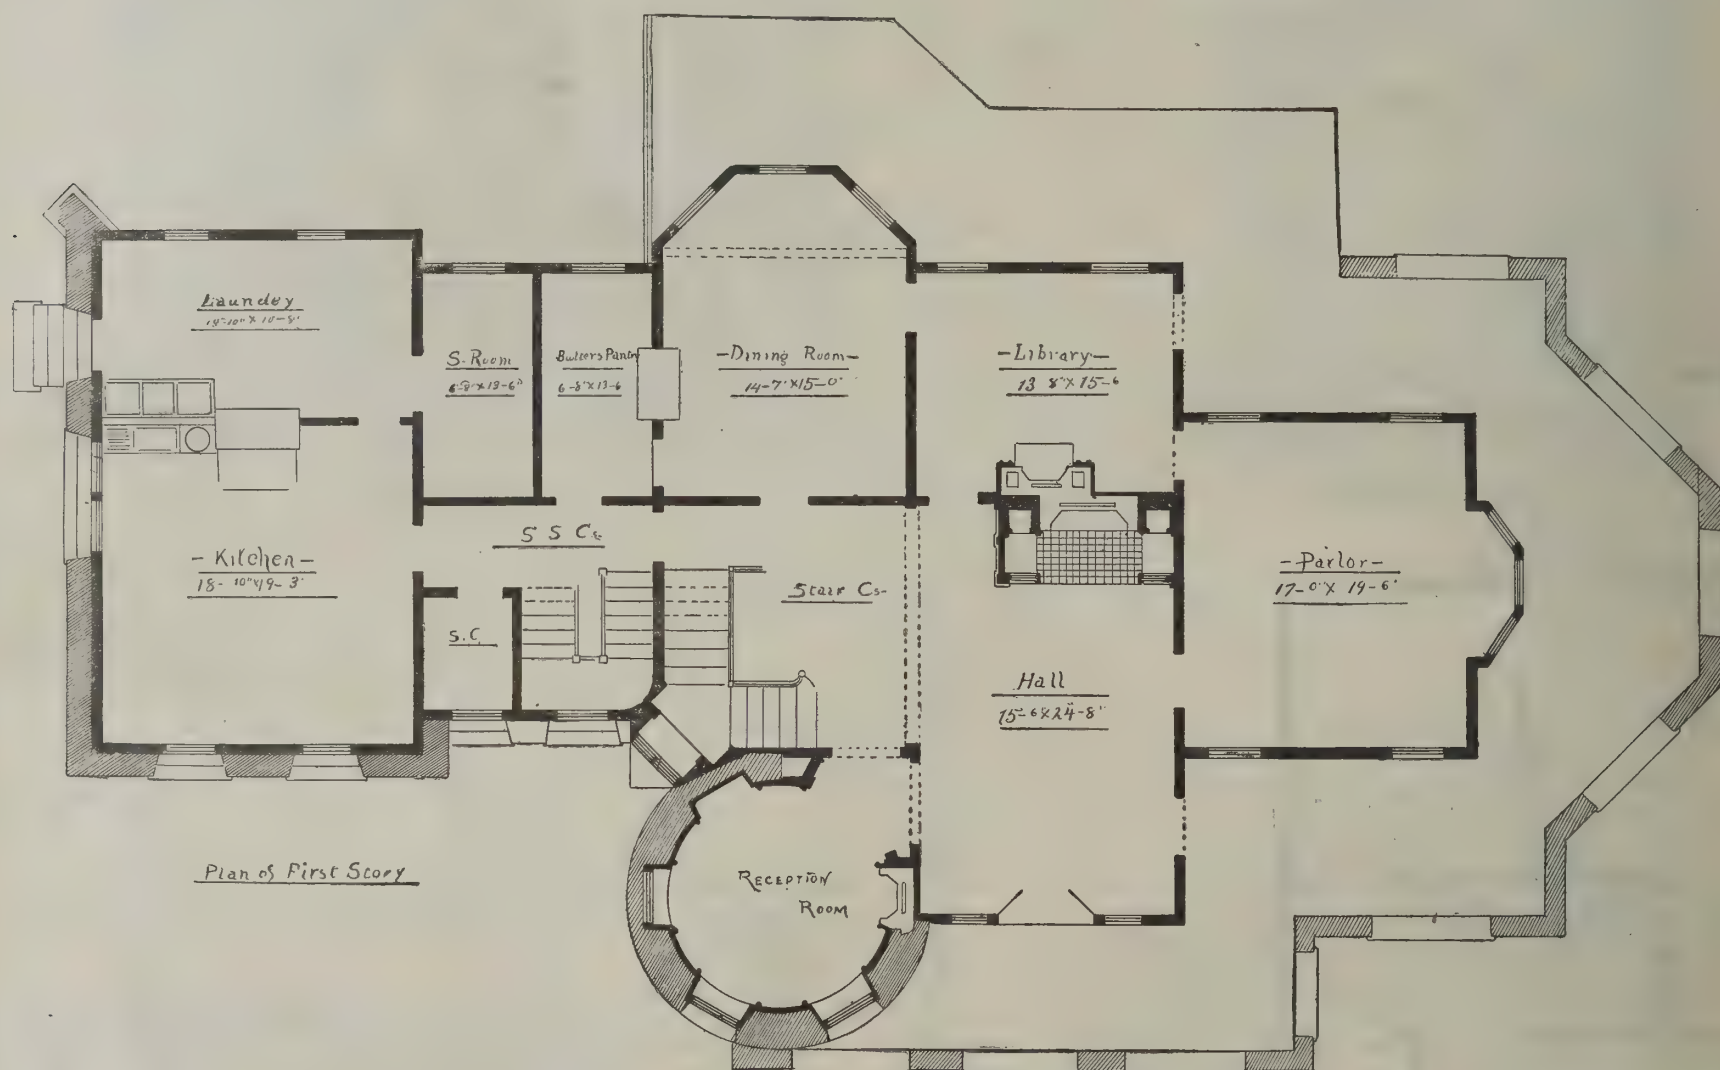 Laundry
18-10" x 10-8"
S-Room
6-8" x 13-6"
Butlers Pantry
6-8" x 13-6
-Dining Room-
14-7" x 15-0"
-Library-
13 8" x 15-6
-Kitchen-
18-10" x 19-3"
S S Cs
S.C.
Stair Cs-
-Parlor-
17-0" x 19-6"
Hall
15-6 x 24-8"
Plan of First Story
RECEPTION
ROOM